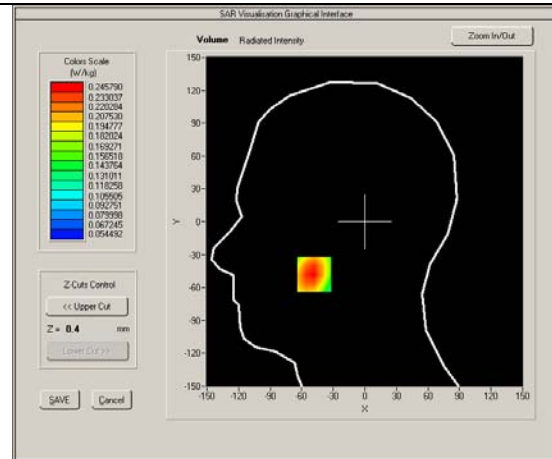 SAR Visualisation Graphical Interface
Volume Radiated Intensity
Zoom In/Out
Colors Scale
(W/kg)
0.245790
0.233037
0.220284
0.207530
0.194777
0.182024
0.169271
0.156518
0.143764
0.131011
0.118258
0.105505
0.092751
0.079998
0.067245
0.054492
Z-Cuts Control
<< Upper Cut
Z = 0.4 mm
Lower Cut >>
SAVE Cancel
150
120
90
60
30
Y 0
-30
-60
-90
-120
-150
-150 -120 -90 -60 -30 0 30 60 90 120 150
X